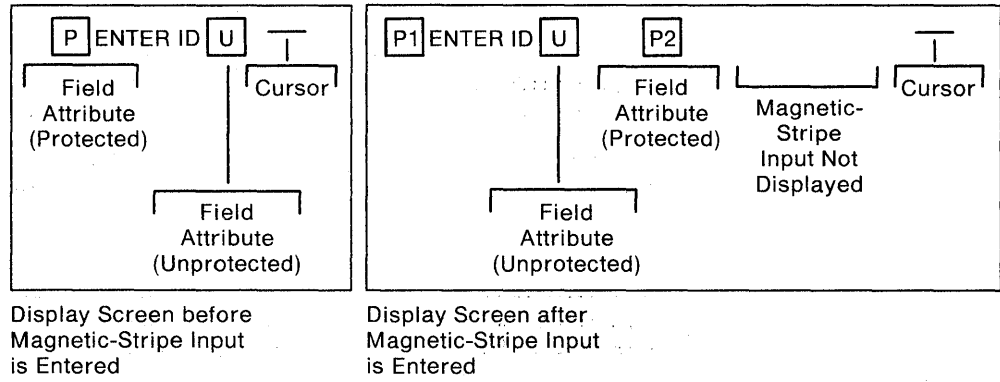 P ENTER ID U
Field
Attribute
(Protected)
Cursor
Field
Attribute
(Unprotected)
Display Screen before
Magnetic-Stripe Input
is Entered
P1 ENTER ID U P2
Field
Attribute
(Protected)
Magnetic-
Stripe
Input Not
Displayed
Cursor
Field
Attribute
(Unprotected)
Display Screen after
Magnetic-Stripe Input
is Entered